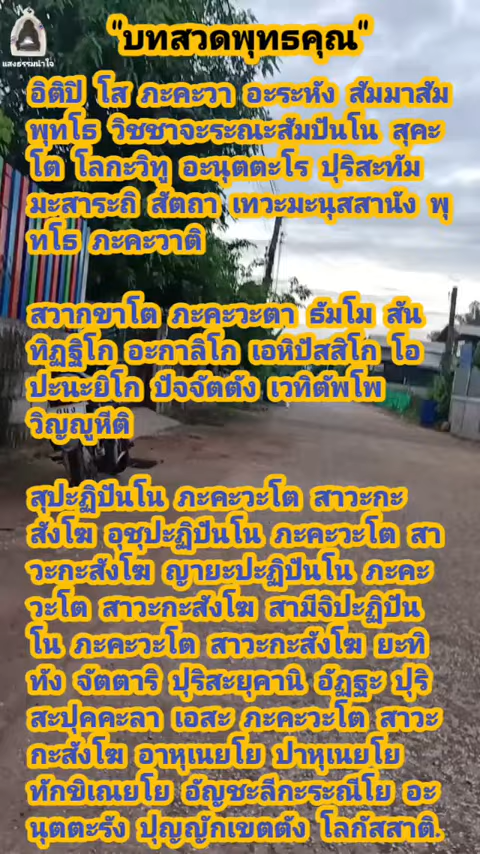 แสงธรรมนำใจ
"บทสวดพุทธคุณ"
อิติปิ โส ภะคะวา อะระหัง สัมมาสัม
พุทโธ วิชชาจะระณะสัมปันโน สุคะ
โต โลกะวิทู อะนุตตะโร ปุริสะทัม
มะสาระถิ สัตถา เทวะมะนุสสานัง พุ
ทโธ ภะคะวาติ
สวากขาโต ภะคะวะตา ธัมโม สัน
ทิฏฐิโก อะกาลิโก เอหิปัสสิโก โอ
ปะนะยิโก ปัจจัตตัง เวทิตัพโพ
วิญญูหีติ
สุปะฏิปันโน ภะคะวะโต สาวะกะ
สังโฆ อุชุปะฏิปันโน ภะคะวะโต สา
วะกะสังโฆ ญายะปะฏิปันโน ภะคะ
วะโต สาวะกะสังโฆ สามีจิปะฏิปัน
โน ภะคะวะโต สาวะกะสังโฆ ยะทิ
ทัง จัตตาริ ปุริสะยุคานิ อัฏฐะ ปุริ
สะปุคคะลา เอสะ ภะคะวะโต สาวะ
กะสังโฆ อาหุเนยโย ปาหุเนยโย
ทักขิเณยโย อัญชะลีกะระณีโย อะ
นุตตะรัง ปุญญักเขตตัง โลกัสสาติ.